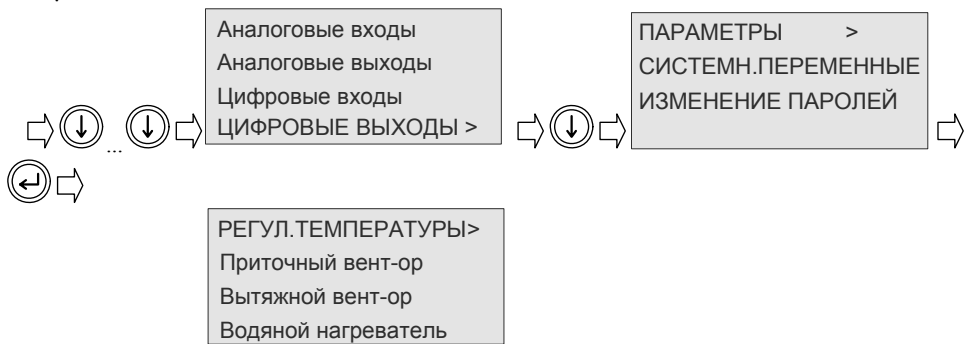 Аналоговые входы
Аналоговые выходы
Цифровые входы
ЦИФРОВЫЕ ВЫХОДЫ >
...
ПАРАМЕТРЫ >
СИСТЕМН.ПЕРЕМЕННЫЕ
ИЗМЕНЕНИЕ ПАРОЛЕЙ
РЕГУЛ.ТЕМПЕРАТУРЫ>
Приточный вент-ор
Вытяжной вент-ор
Водяной нагреватель